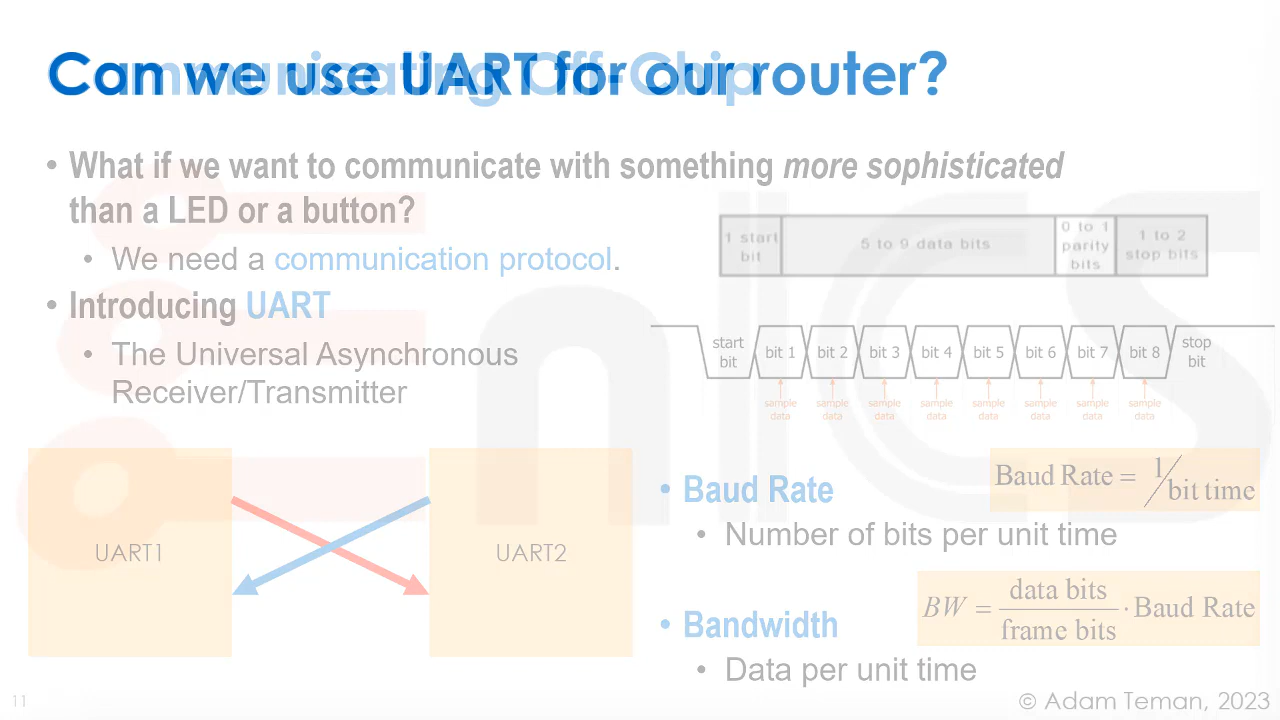 Can we use UART for our router?
Communicating Off-Chip
• What if we want to communicate with something more sophisticated
than a LED or a button?
• We need a communication protocol.
• Introducing UART
• The Universal Asynchronous
Receiver/Transmitter
UART1
UART2
1 start
bit
5 to 9 data bits
0 to 1
parity
bits
1 to 2
stop bits
start
bit
bit 1
bit 2
bit 3
bit 4
bit 5
bit 6
bit 7
bit 8
stop
bit
sample
data
sample
data
sample
data
sample
data
sample
data
sample
data
sample
data
sample
data
• Baud Rate
Baud Rate = 1/bit time
• Number of bits per unit time
• Bandwidth
BW = data bits
frame bits
· Baud Rate
• Data per unit time
nICS
11
© Adam Teman, 2023